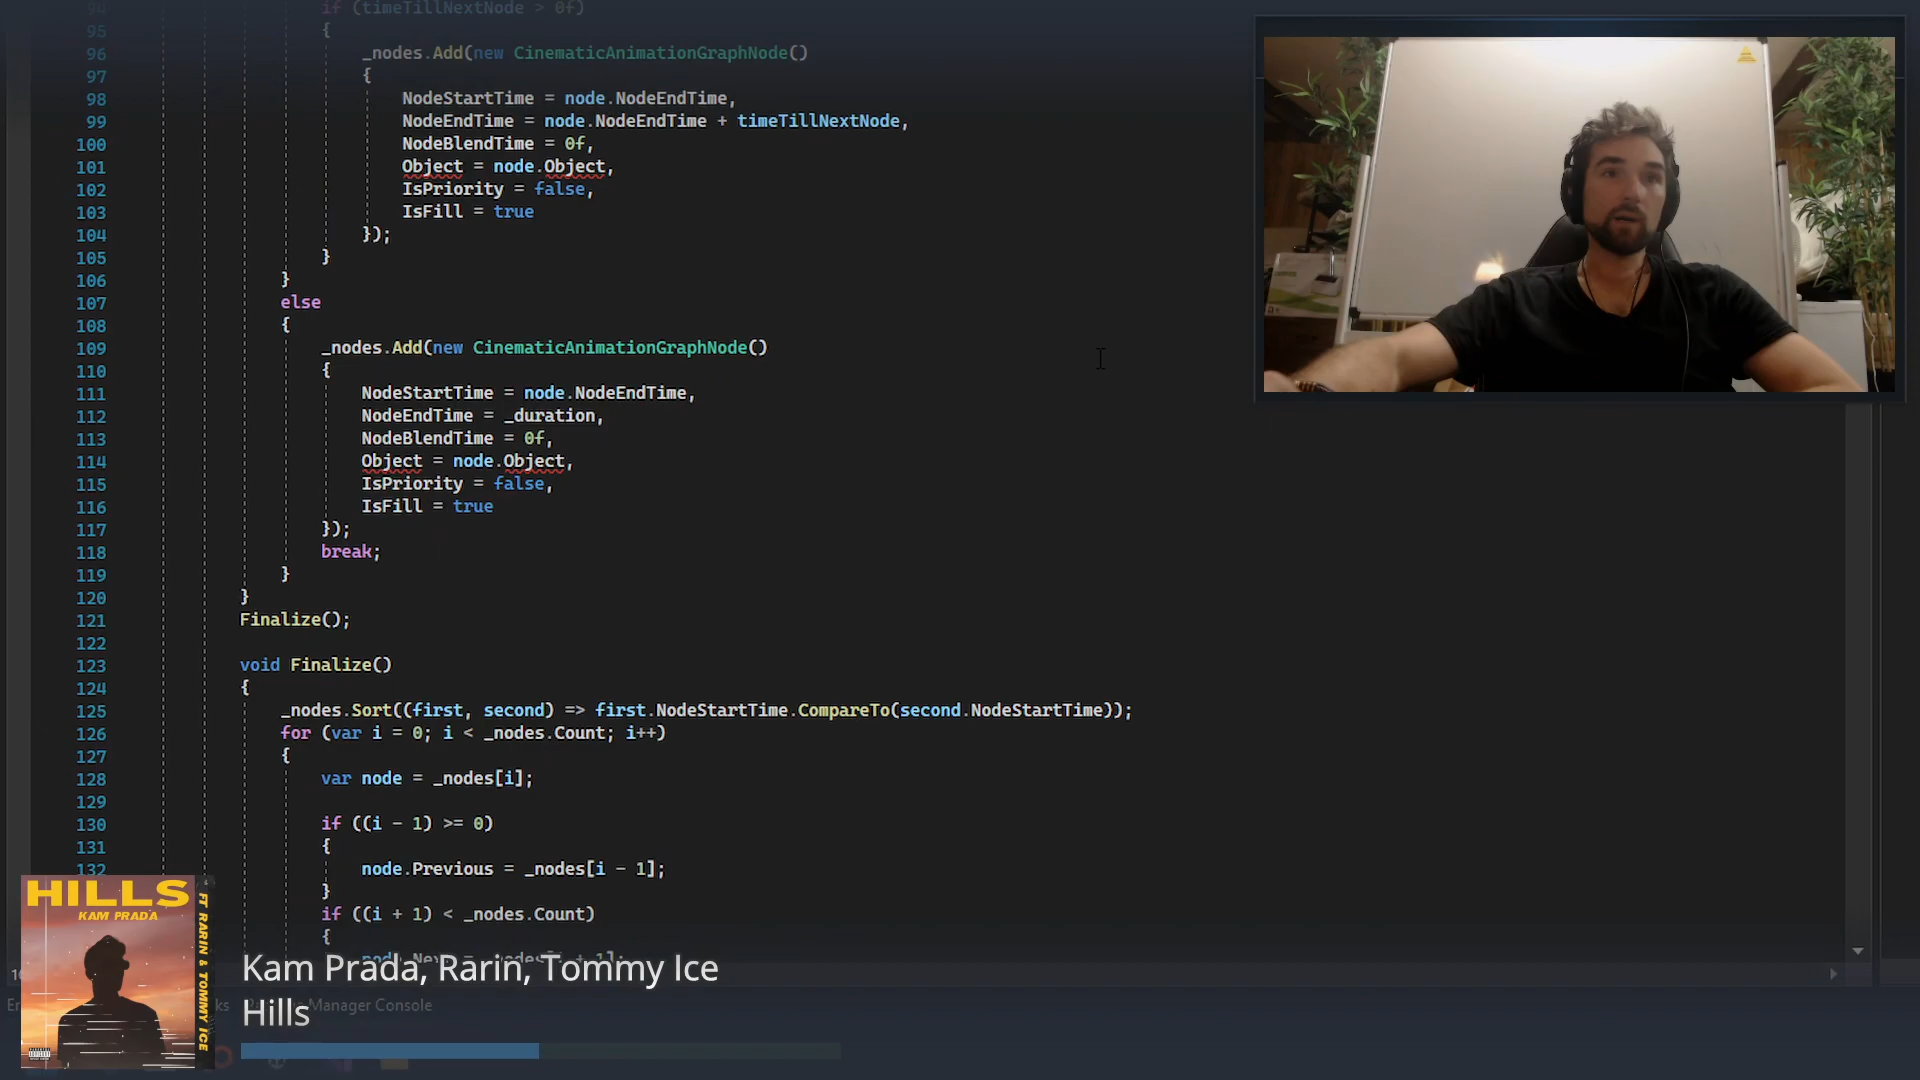 94 if (timeTillNextNode > 0f)
95 {
96 _nodes.Add(new CinematicAnimationGraphNode()
97 {
98 NodeStartTime = node.NodeEndTime,
99 NodeEndTime = node.NodeEndTime + timeTillNextNode,
100 NodeBlendTime = 0f,
101 Object = node.Object,
102 IsPriority = false,
103 IsFill = true
104 });
105 }
106 }
107 else
108 {
109 _nodes.Add(new CinematicAnimationGraphNode()
110 {
111 NodeStartTime = node.NodeEndTime,
112 NodeEndTime = _duration,
113 NodeBlendTime = 0f,
114 Object = node.Object,
115 IsPriority = false,
116 IsFill = true
117 });
118 break;
119 }
120 }
121 Finalize();
122
123 void Finalize()
124 {
125 _nodes.Sort((first, second) => first.NodeStartTime.CompareTo(second.NodeStartTime));
126 for (var i = 0; i < _nodes.Count; i++)
127 {
128 var node = _nodes[i];
129
130 if ((i - 1) >= 0)
131 {
132 node.Previous = _nodes[i - 1];
}
if ((i + 1) < _nodes.Count)
{
HILLS
KAM PRADA
FT RARIN & TOMMY ICE
Kam Prada, Rarin, Tommy Ice
Manager Console
Hills